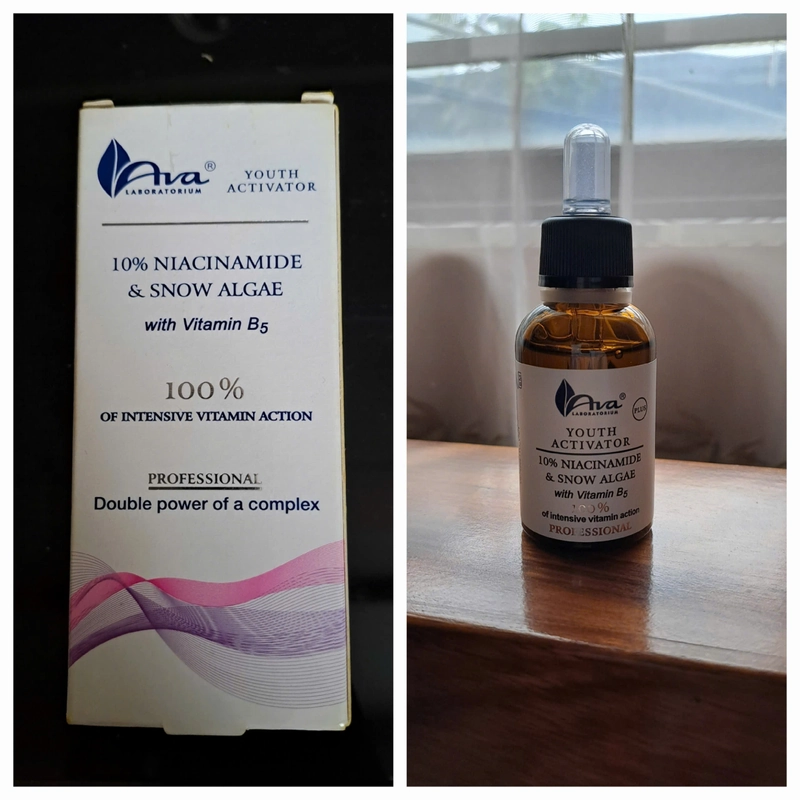 Ava®
LABORATORIUM
YOUTH
ACTIVATOR
10% NIACINAMIDE
& SNOW ALGAE
with Vitamin B5
100%
OF INTENSIVE VITAMIN ACTION
PROFESSIONAL
Double power of a complex
Ava®
LABORATORIUM
PLUS
YOUTH
ACTIVATOR
10% NIACINAMIDE
& SNOW ALGAE
with Vitamin B5
100%
of intensive vitamin action
PROFESSIONAL